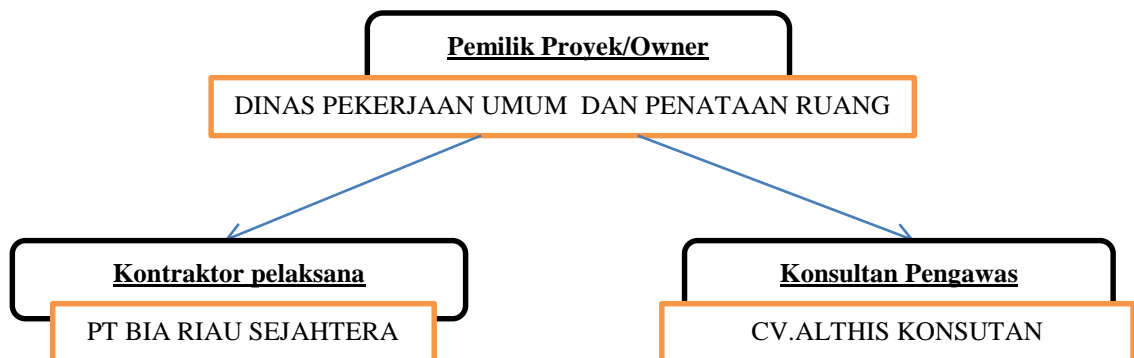 Pemilik Proyek/Owner
DINAS PEKERJAAN UMUM DAN PENATAAN RUANG
Kontraktor pelaksana
PT BIA RIAU SEJAHTERA
Konsultan Pengawas
CV.ALTHIS KONSUTAN